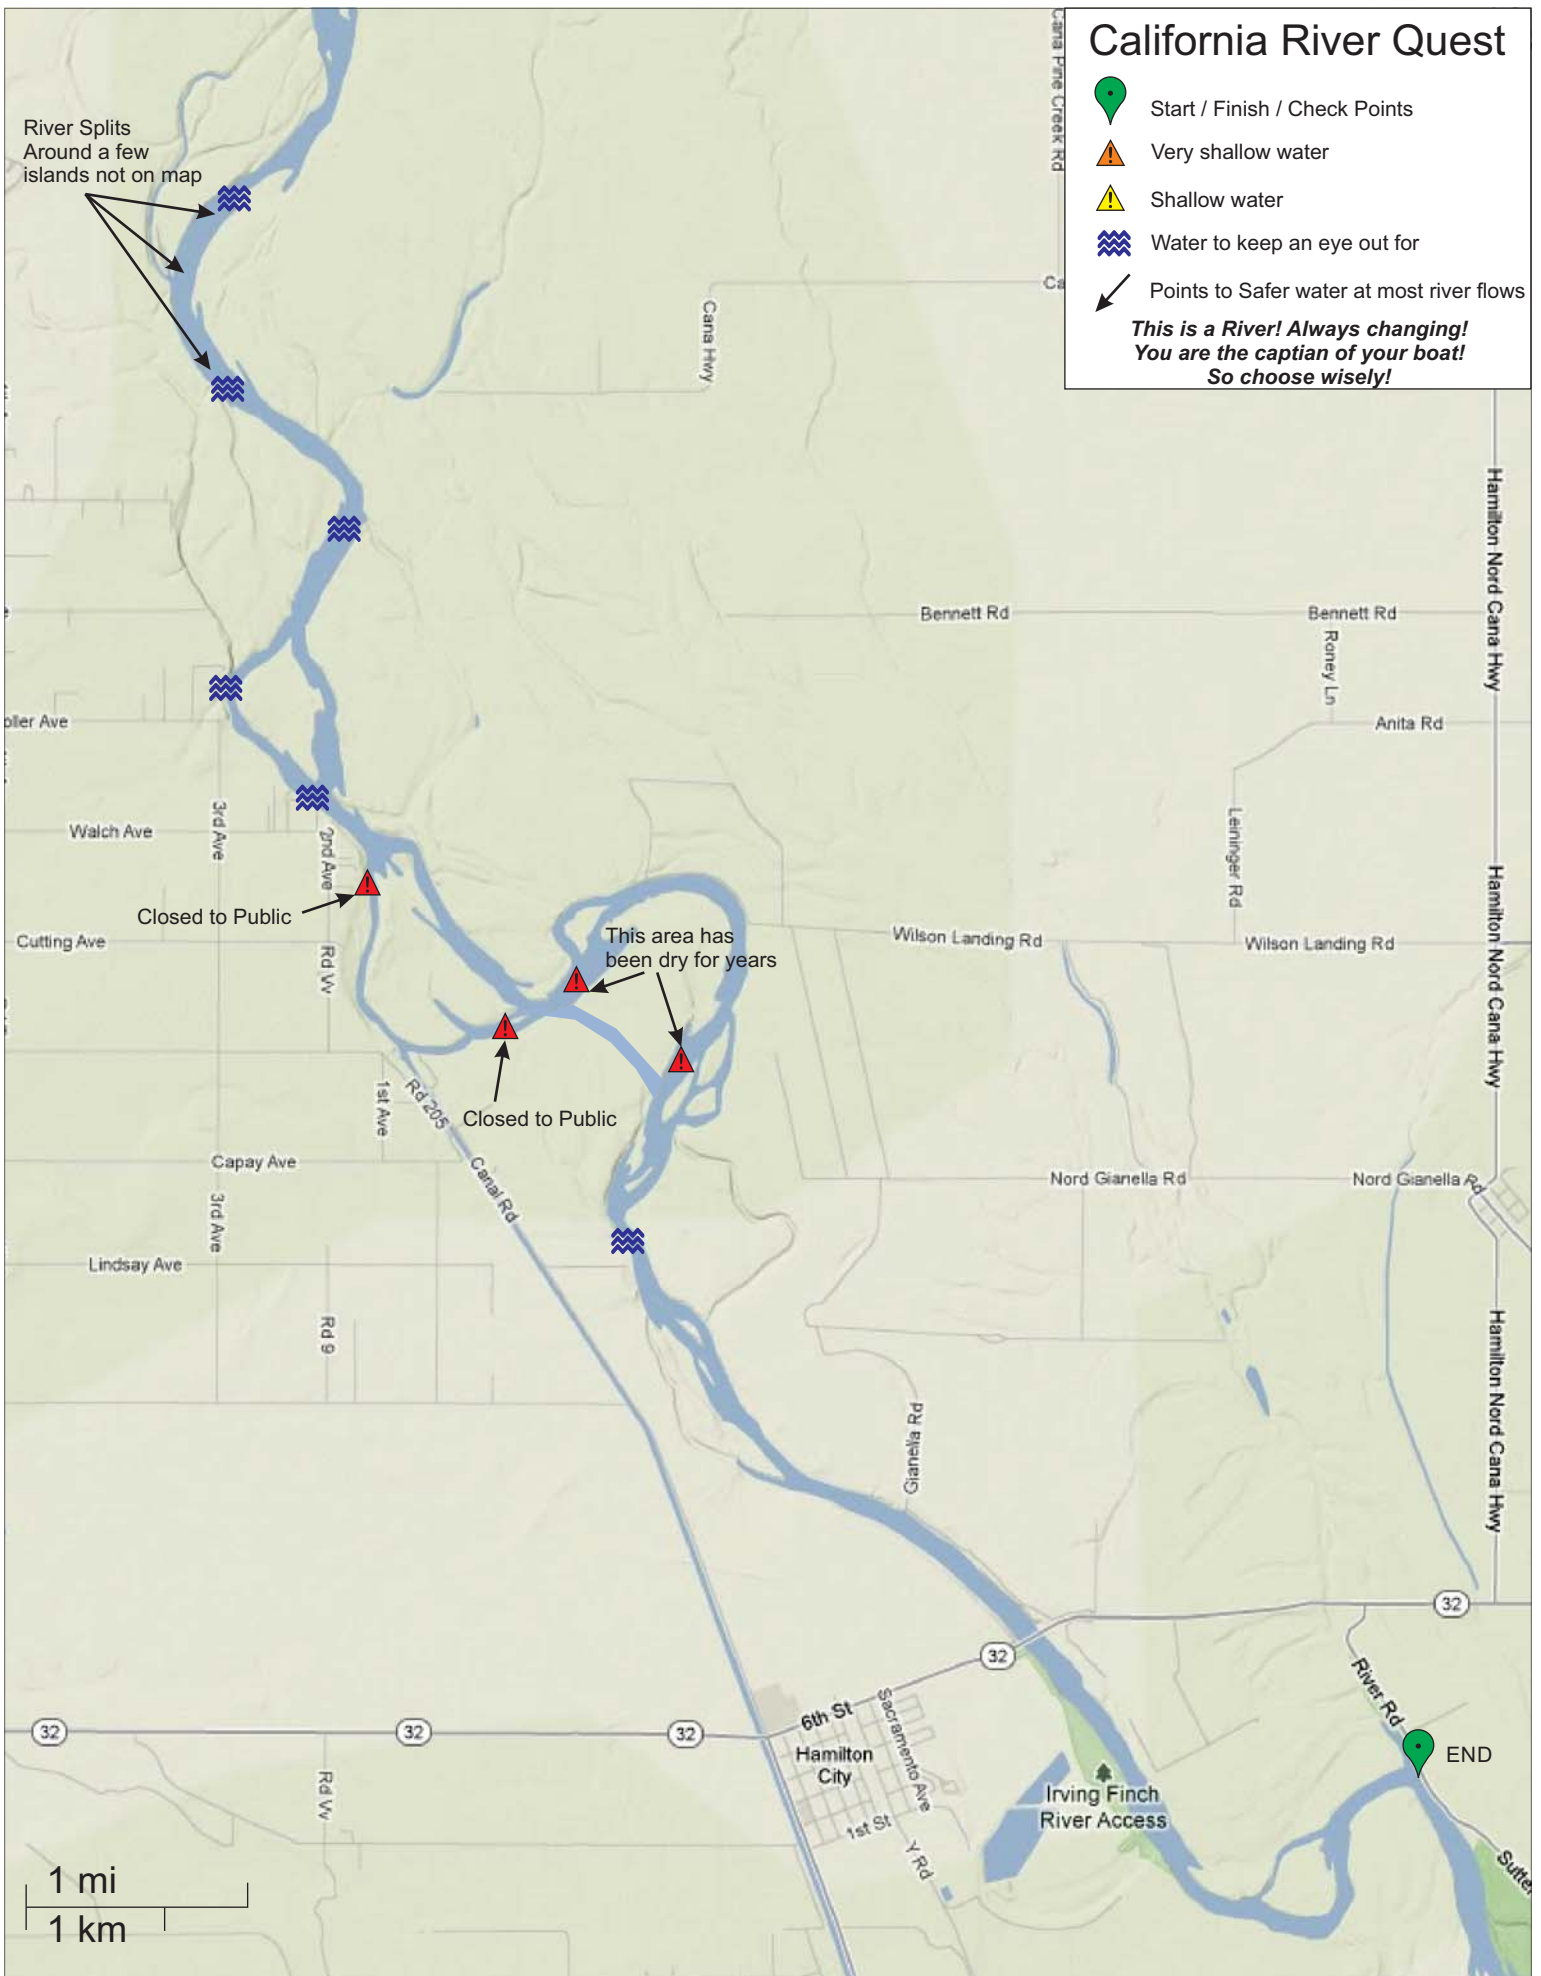 California River Quest
Start / Finish / Check Points
Very shallow water
Shallow water
Water to keep an eye out for
Points to Safer water at most river flows
This is a River! Always changing!
You are the captian of your boat!
So choose wisely!
Cana Pine Creek Rd
River Splits
Around a few
islands not on map
Cana Hwy
Ca
Hamilton Nord Cana Hwy
Bennett Rd
Bennett Rd
Roney Ln
oller Ave
Anita Rd
3rd Ave
Walch Ave
2nd Ave
Leininger Rd
Hamilton Nord Cana Hwy
Closed to Public
Cutting Ave
Rd VV
This area has
been dry for years
Wilson Landing Rd
Wilson Landing Rd
Hamilton Nord Cana Hwy
1st Ave
Rd 205
Closed to Public
Capay Ave
Canal Rd
Nord Gianella Rd
Nord Gianella Rd
3rd Ave
Lindsay Ave
Rd 9
Gianella Rd
Hamilton Nord Cana Hwy
32
32
River Rd
32
32
32
6th St
Sacramento Ave
Hamilton
City
END
Rd VV
Irving Finch
River Access
1st St
Y Rd
Sutter
1 mi
1 km